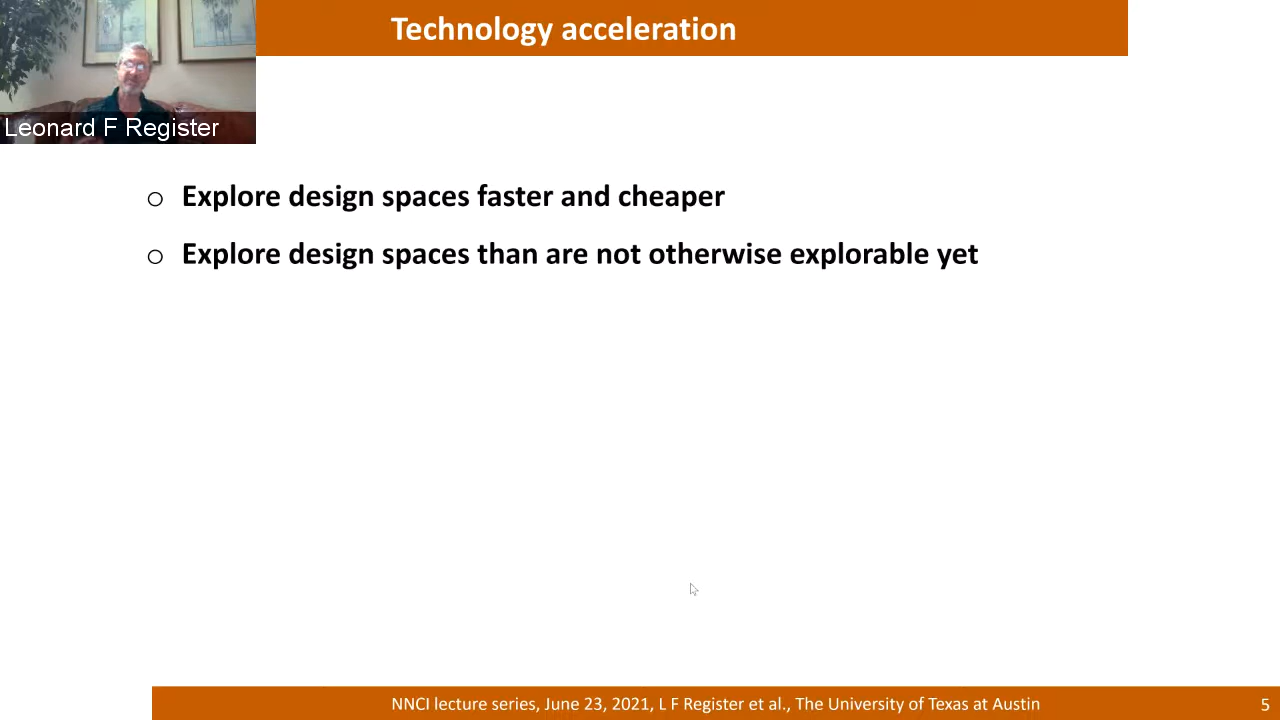 Technology acceleration
Leonard F Register
o Explore design spaces faster and cheaper
o Explore design spaces than are not otherwise explorable yet
NNCI lecture series, June 23, 2021, L F Register et al., The University of Texas at Austin
5